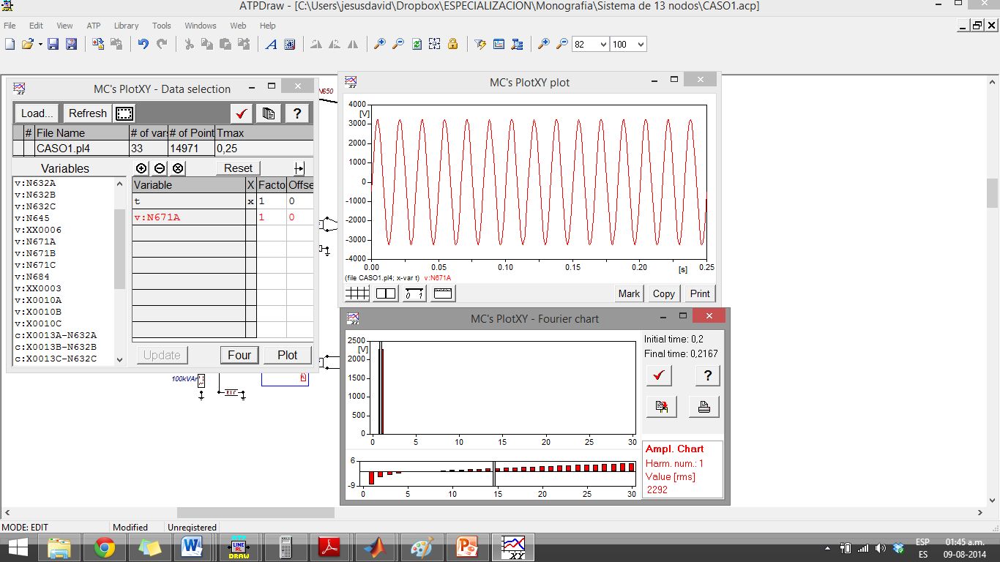 ATPDraw - [C:\Users\jesusdavid\Dropbox\ESPECIALIZACION\Monografia\Sistema de 13 nodos\CASO1.acp]
File Edit View ATP Library Tools Windows Web Help
82 100
MC's PlotXY - Data selection
Load... Refresh ?
# File Name # of var # of Point Tmax
CASO1.pl4 33 14971 0,25
Variables
Reset
v:N632A
v:N632B
v:N632C
v:N645
v:XX0006
v:N671A
v:N671B
v:N671C
v:N684
v:XX0003
v:X0010A
v:X0010B
v:X0010C
c:X0013A-N632A
c:X0013B-N632B
c:X0013C-N632C
Variable X Facto Offse
t x 1 0
v:N671A 1 0
Update Four Plot
N650
100kVAr
RLC
MC's PlotXY plot
4000
[V]
3000
2000
1000
0
-1000
-2000
-3000
-4000
0.00 0.05 0.10 0.15 0.20 [s] 0.25
(file CASO1.pl4; x-var t) v:N671A
0 1
Mark Copy Print
MC's PlotXY - Fourier chart
2500
[V]
2000
1500
1000
500
0
0 5 10 15 20 25 30
6
-9
0 5 10 15 20 25 30
Initial time: 0,2
Final time: 0,2167
?
Ampl. Chart
Harm. num.: 1
Value [rms]
2292
MODE: EDIT Modified Unregistered
LINE
RL
DRAW
XY
ESP
ES
01:45 a.m.
09-08-2014